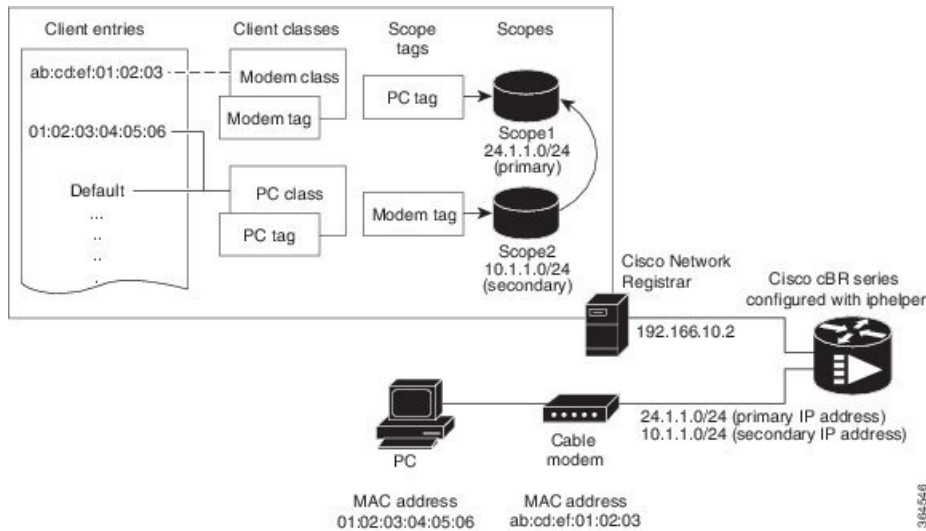 Client entries
Client classes
Scope
tags
Scopes
ab:cd:ef:01:02:03
Modem class
Modem tag
PC tag
Scope1
24.1.1.0/24
(primary)
01:02:03:04:05:06
Default
...
..
..
.
PC class
PC tag
Modem tag
Scope2
10.1.1.0/24
(secondary)
Cisco Network
Registrar
192.166.10.2
Cisco cBR series
configured with iphelper
24.1.1.0/24 (primary IP address)
10.1.1.0/24 (secondary IP address)
PC
Cable
modem
MAC address
01:02:03:04:05:06
MAC address
ab:cd:ef:01:02:03
364546